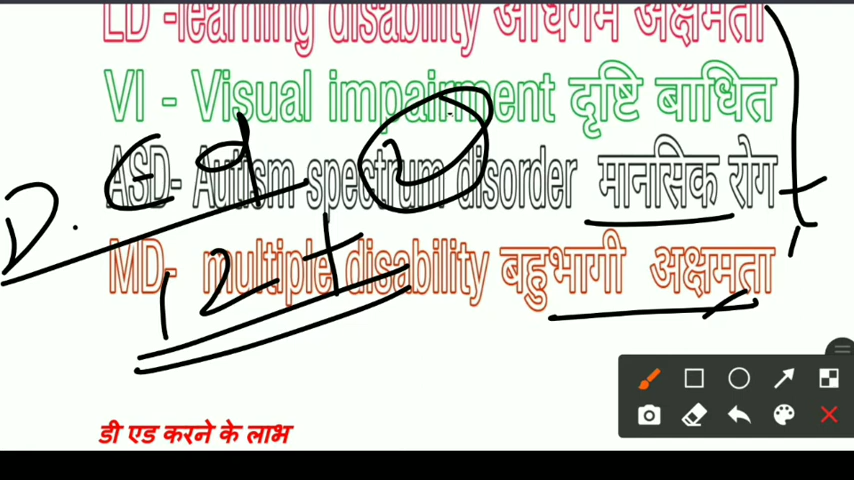 LD -learning disability अधिगम अक्षमता
VI - Visual impairment दृष्टि बाधित
ASD- Autism spectrum disorder मानसिक रोग
D. Ed
MD- multiple disability बहुभागी अक्षमता
12 +
डी एड करने के लाभ